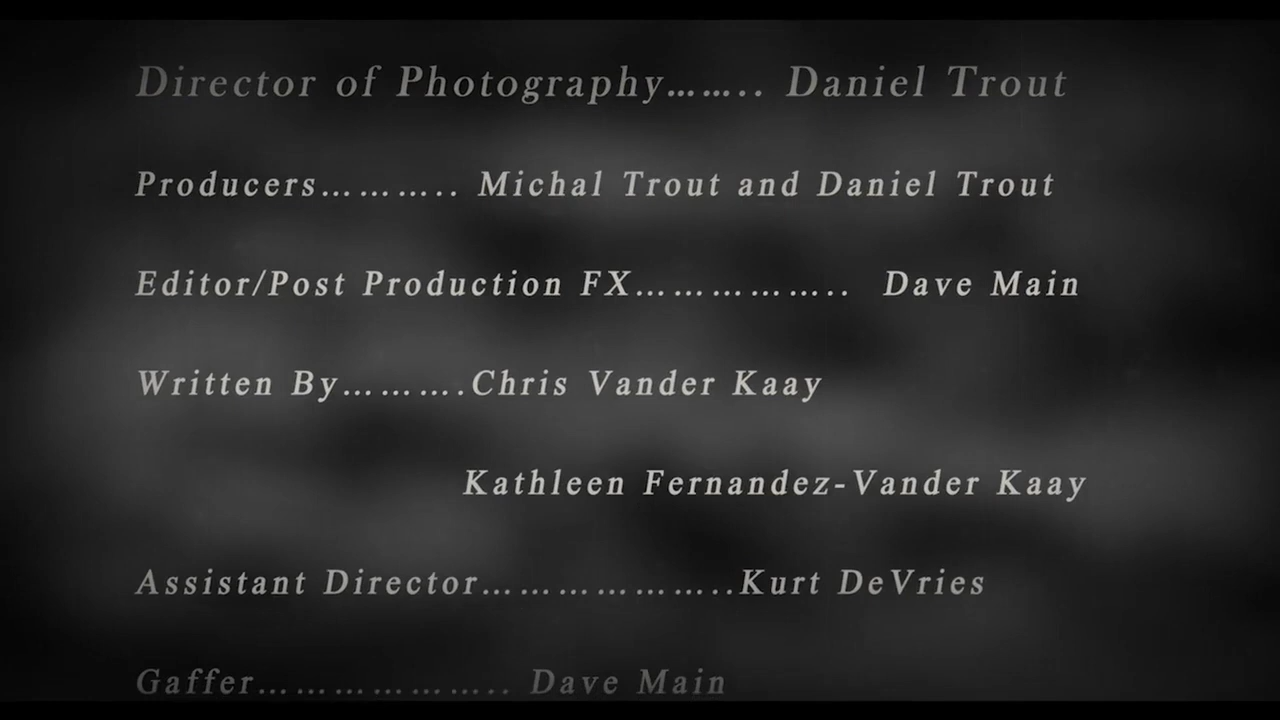 Director of Photography…….. Daniel Trout
Producers……….. Michal Trout and Daniel Trout
Editor/Post Production FX…………….. Dave Main
Written By……….Chris Vander Kaay
Kathleen Fernandez-Vander Kaay
Assistant Director………………..Kurt DeVries
Gaffer……………….. Dave Main